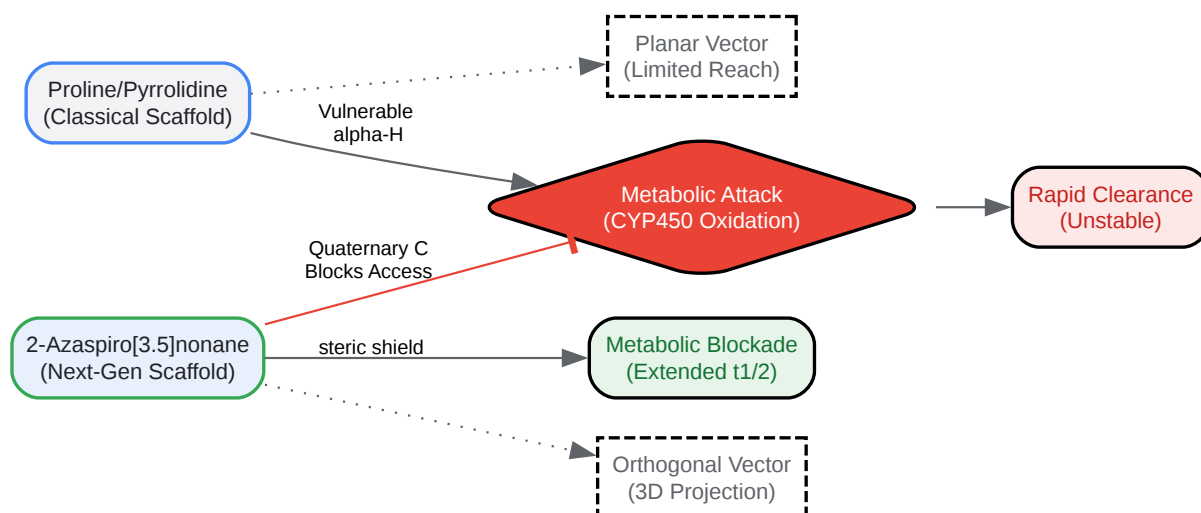 Planar Vector
(Limited Reach)
Proline/Pyrrolidine
(Classical Scaffold)
Vulnerable
alpha-H
Metabolic Attack
(CYP450 Oxidation)
Rapid Clearance
(Unstable)
Quaternary C
Blocks Access
2-Azaspiro[3.5]nonane
(Next-Gen Scaffold)
steric shield
Metabolic Blockade
(Extended t1/2)
Orthogonal Vector
(3D Projection)